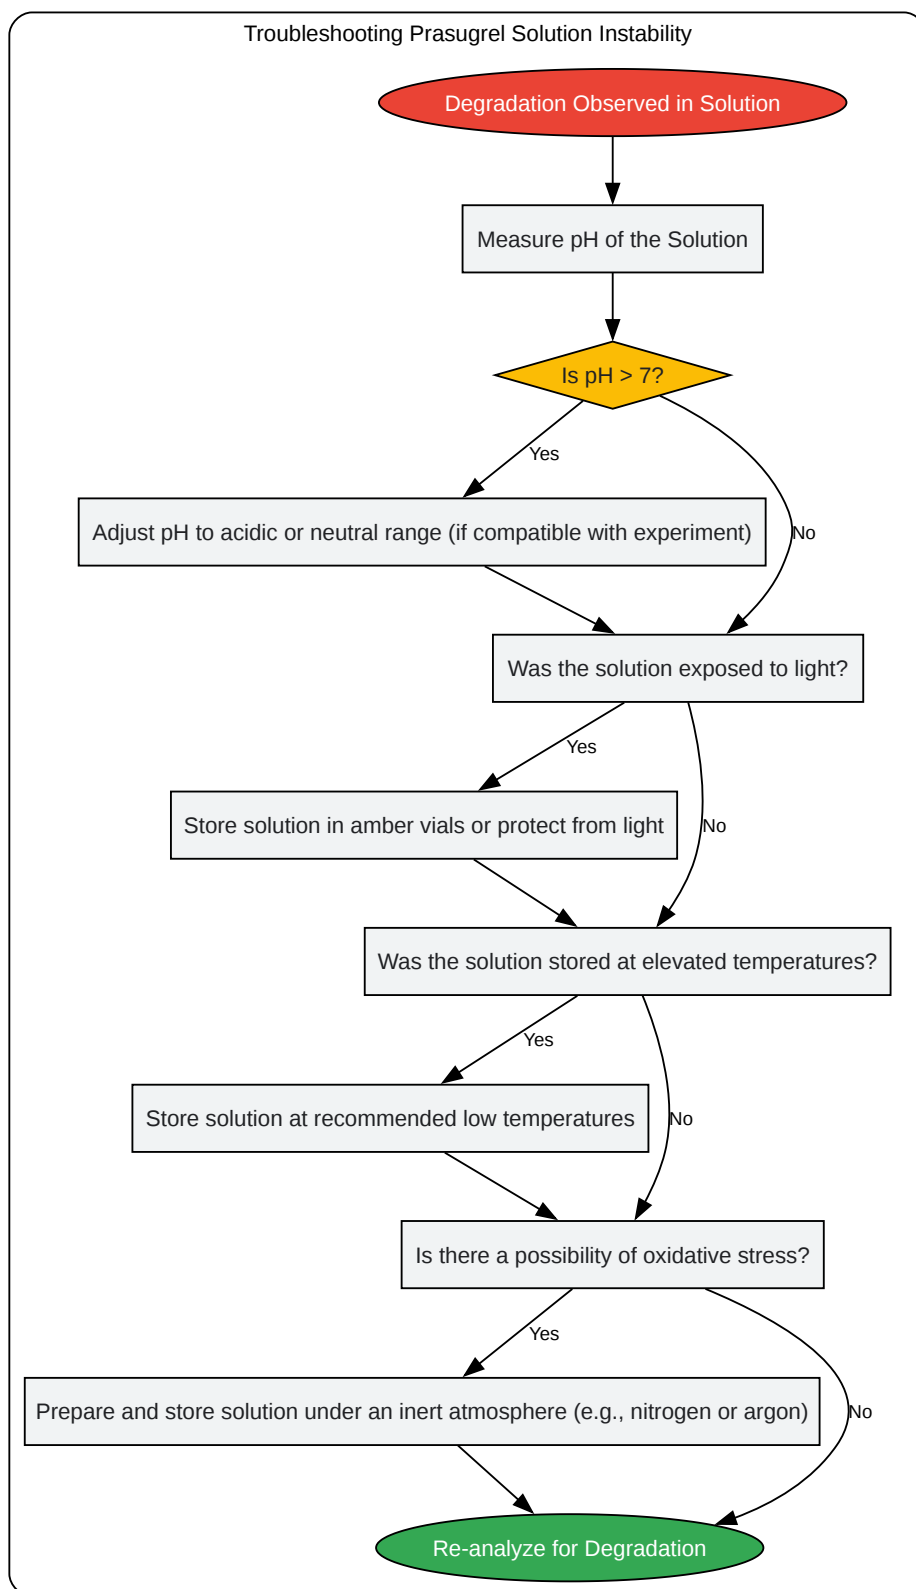 Troubleshooting Prasugrel Solution Instability
Degradation Observed in Solution
Measure pH of the Solution
Is pH > 7?
Yes
Adjust pH to acidic or neutral range (if compatible with experiment)
No
Was the solution exposed to light?
Yes
Store solution in amber vials or protect from light
No
Was the solution stored at elevated temperatures?
Yes
Store solution at recommended low temperatures
No
Is there a possibility of oxidative stress?
Yes
Prepare and store solution under an inert atmosphere (e.g., nitrogen or argon)
No
Re-analyze for Degradation